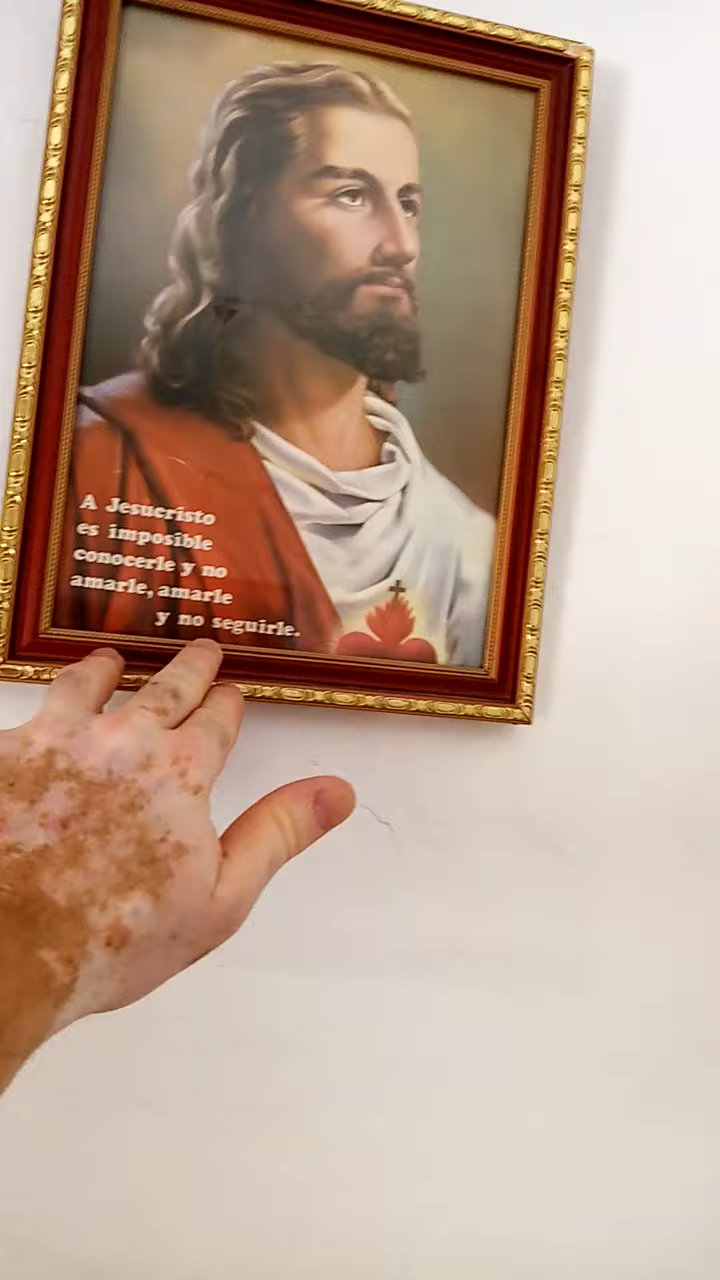 A Jesucristo
es imposible
conocerle y no
amarle, amarle
y no seguirle.